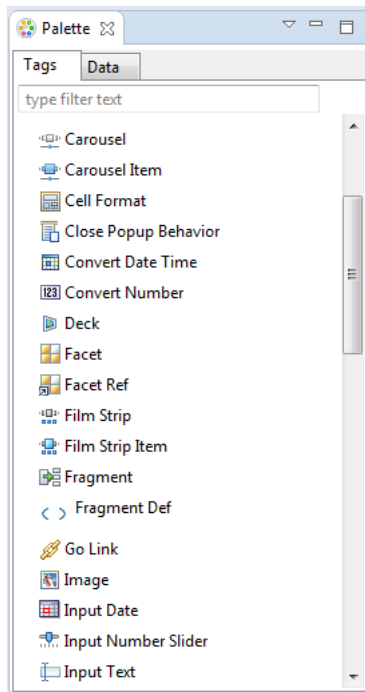 Palette
Tags Data
type filter text
Carousel
Carousel Item
Cell Format
Close Popup Behavior
Convert Date Time
123 Convert Number
Deck
Facet
Facet Ref
Film Strip
Film Strip Item
Fragment
Fragment Def
Go Link
Image
Input Date
Input Number Slider
Input Text